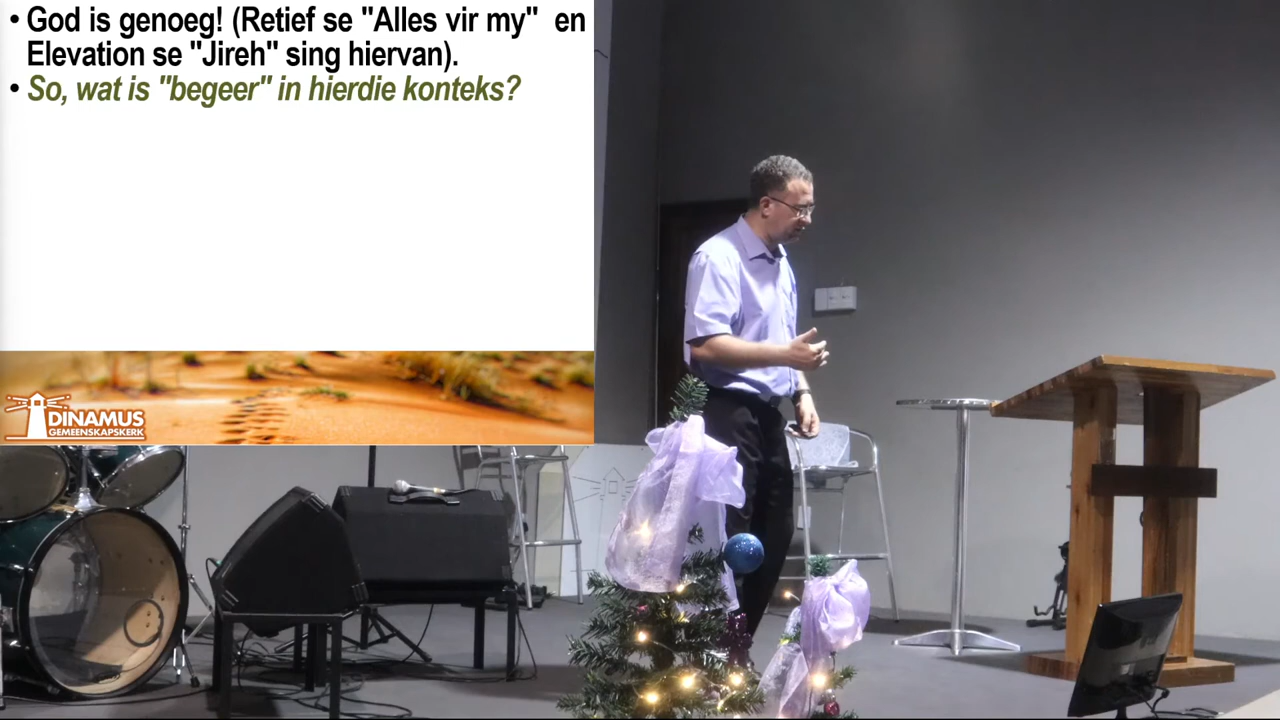 • God is genoeg! (Retief se "Alles vir my" en
Elevation se "Jireh" sing hiervan).
• So, wat is "begeer" in hierdie konteks?
DINAMUS
GEMEENSKAPSKERK